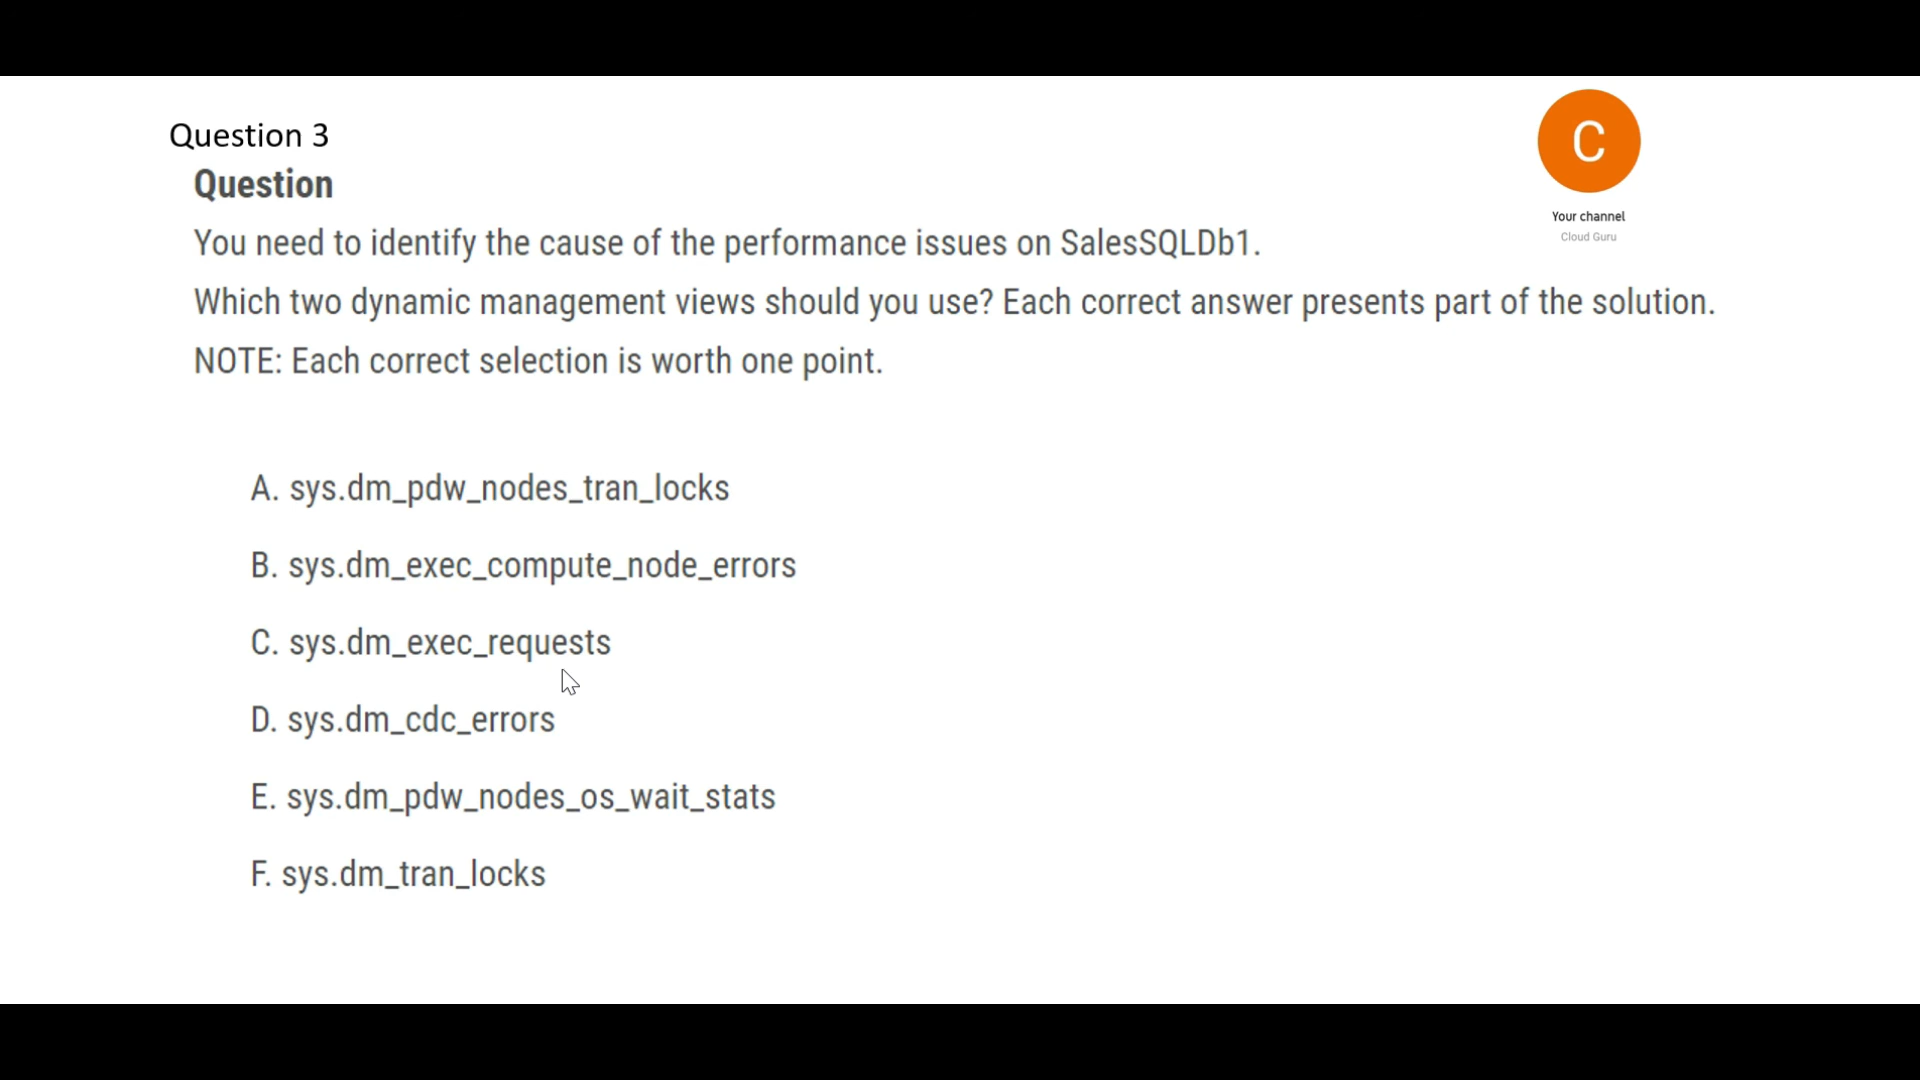 Question 3
C
Your channel
Cloud Guru
Question
You need to identify the cause of the performance issues on SalesSQLDb1.
Which two dynamic management views should you use? Each correct answer presents part of the solution.
NOTE: Each correct selection is worth one point.
A. sys.dm_pdw_nodes_tran_locks
B. sys.dm_exec_compute_node_errors
C. sys.dm_exec_requests
D. sys.dm_cdc_errors
E. sys.dm_pdw_nodes_os_wait_stats
F. sys.dm_tran_locks